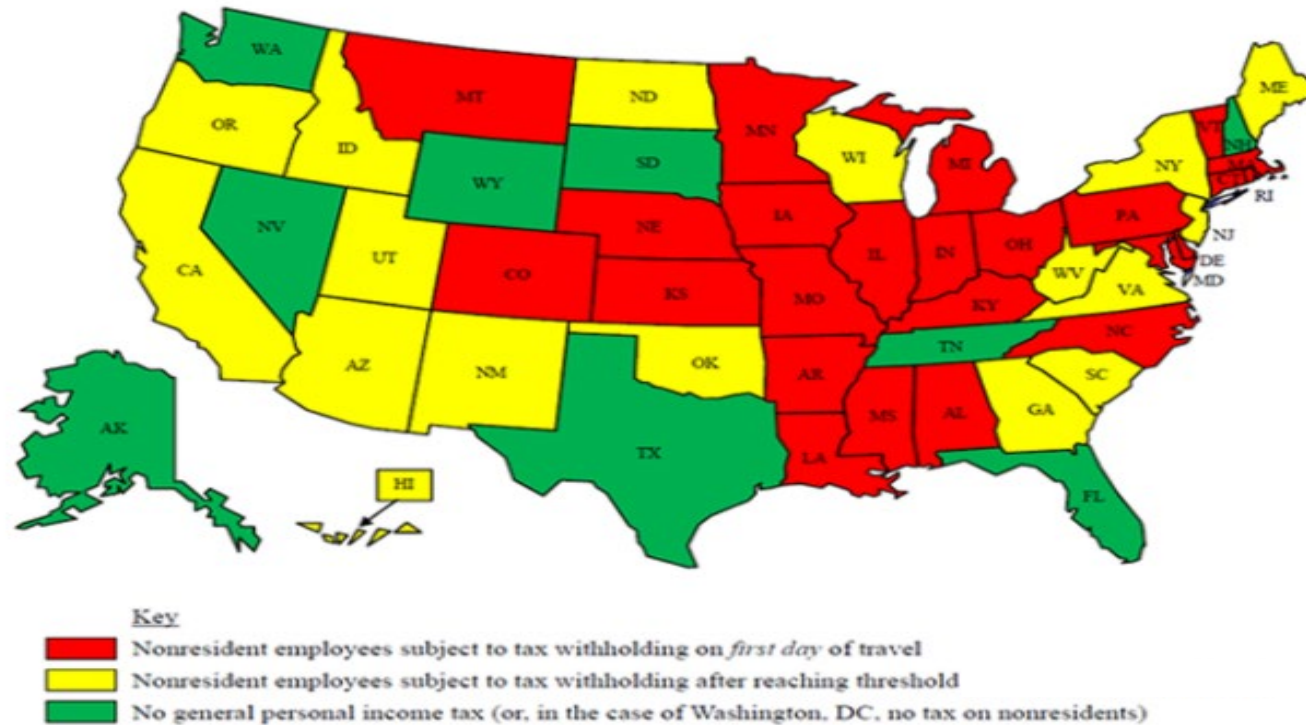 WA
MT
ND
MN
ME
VT
NH
OR
ID
SD
WI
NY
MI
MA
WY
CT
RI
NV
NE
IA
PA
NJ
CA
UT
CO
IL
IN
OH
DE
MD
WV
VA
KS
MO
KY
NC
TN
AZ
NM
OK
AR
SC
MS
AL
GA
AK
TX
LA
HI
FL
Key
Nonresident employees subject to tax withholding on first day of travel
Nonresident employees subject to tax withholding after reaching threshold
No general personal income tax (or, in the case of Washington, DC, no tax on nonresidents)